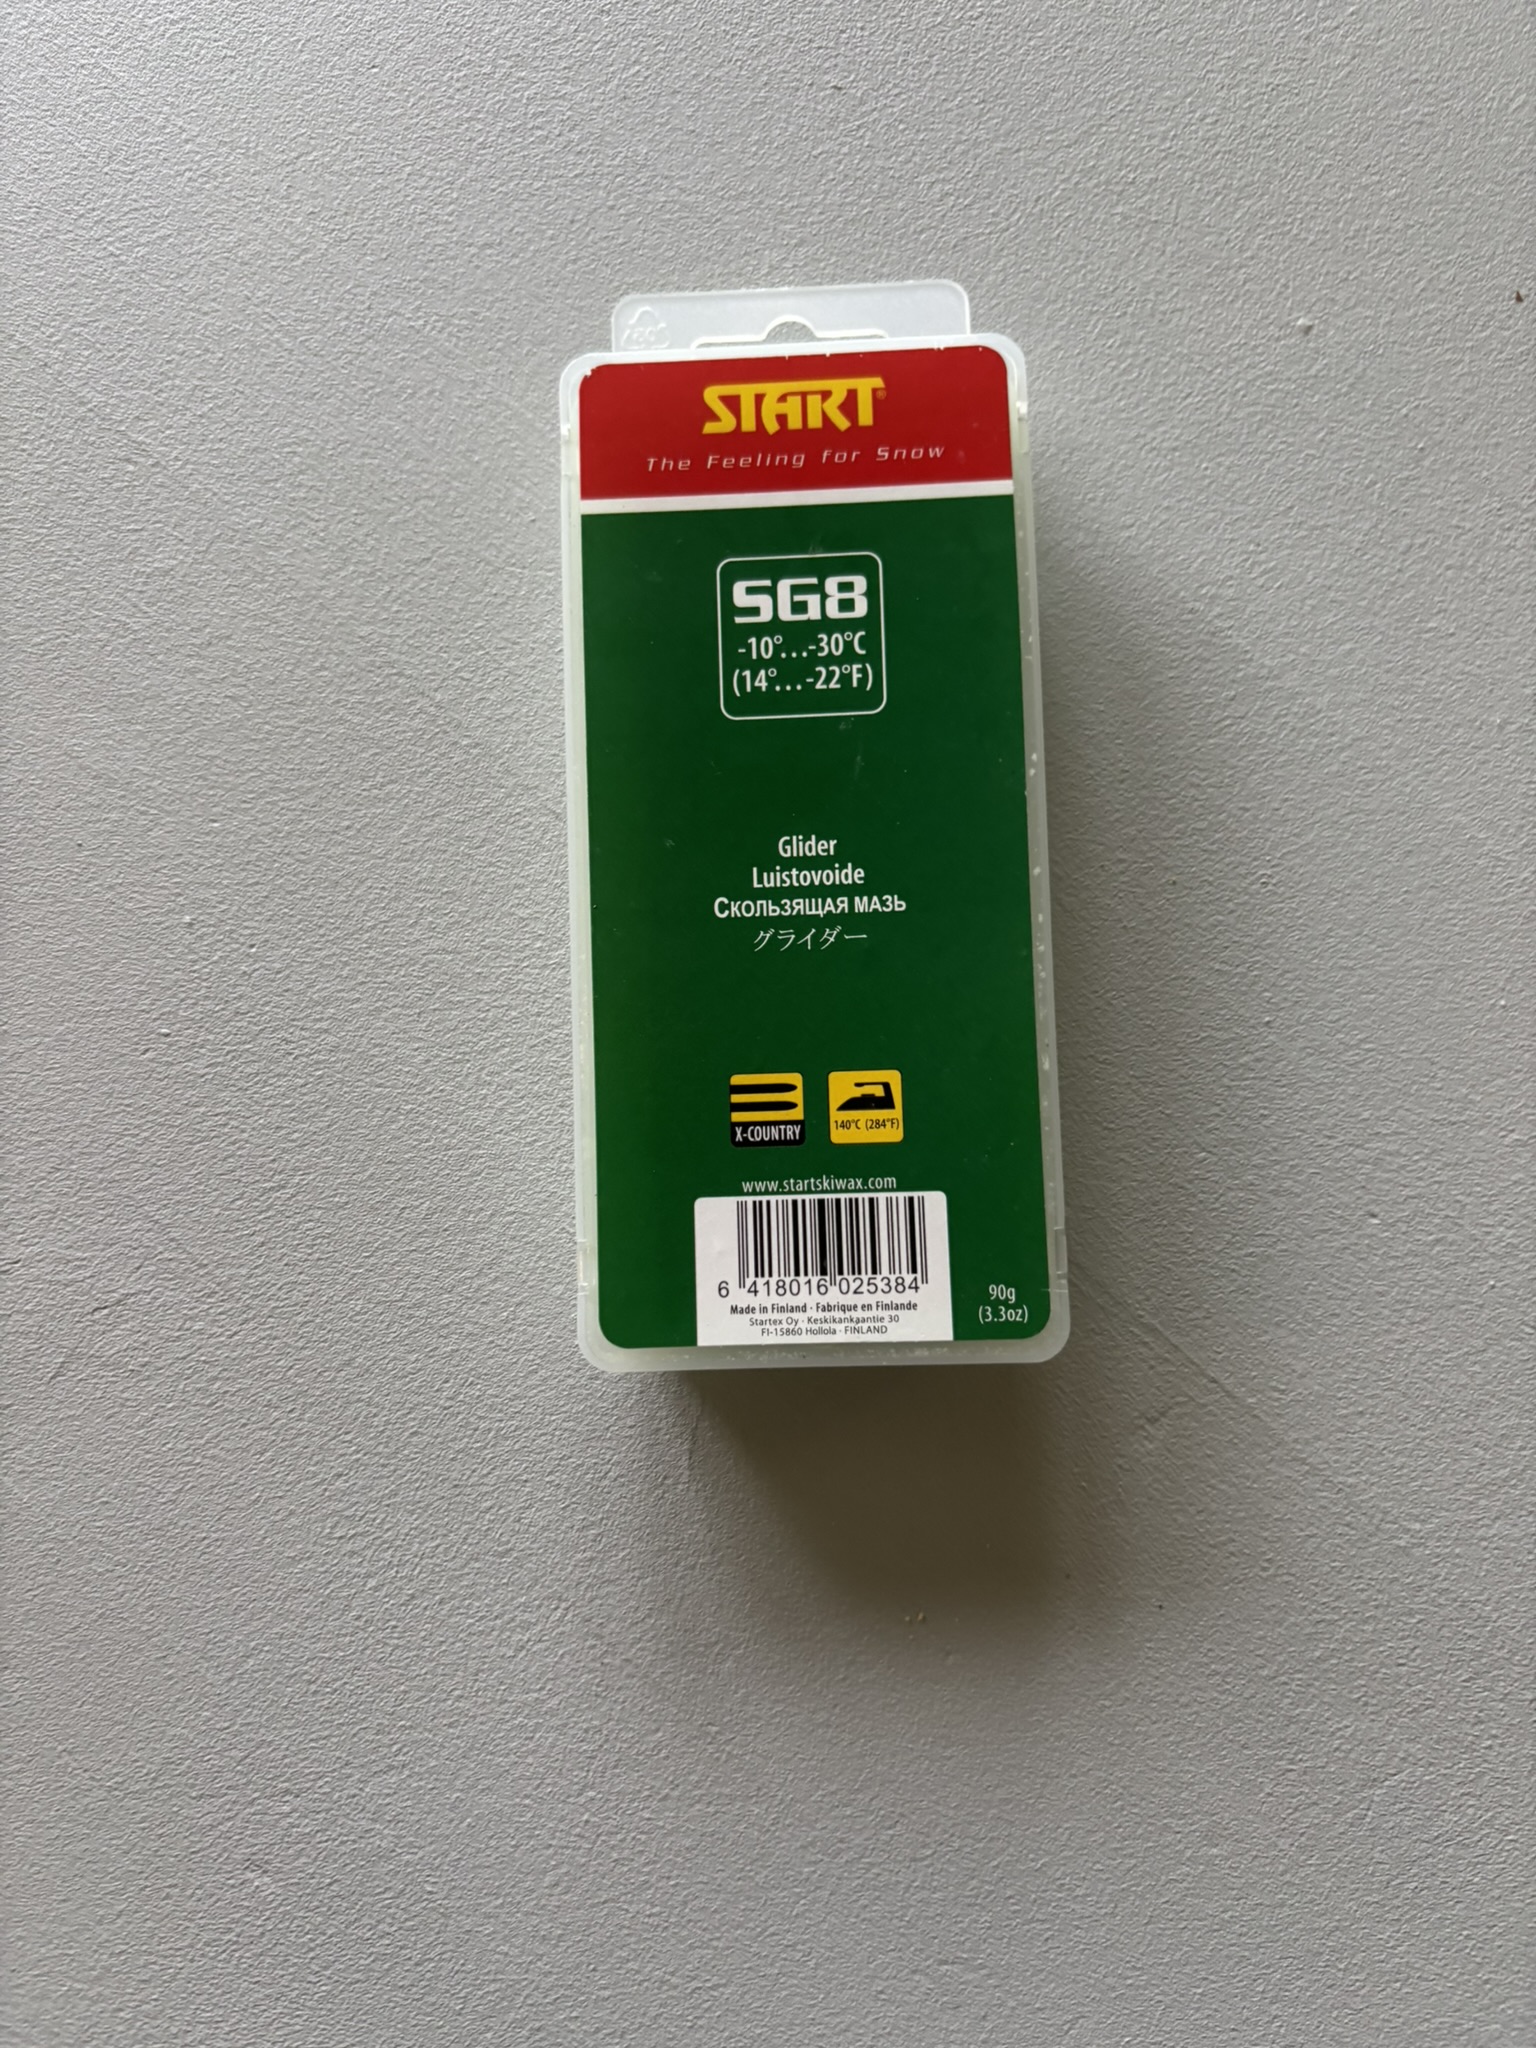 START®
The Feeling for Snow
SG8
-10°...-30°C
(14°...-22°F)
Glider
Luistovoide
Скользящая мазь
グライダー
X-COUNTRY
140°C (284°F)
www.startskiwax.com
6 418016 025384
Made in Finland · Fabrique en Finlande
Startex Oy · Keskikankaantie 30
FI-15860 Hollola · FINLAND
90g
(3.3oz)